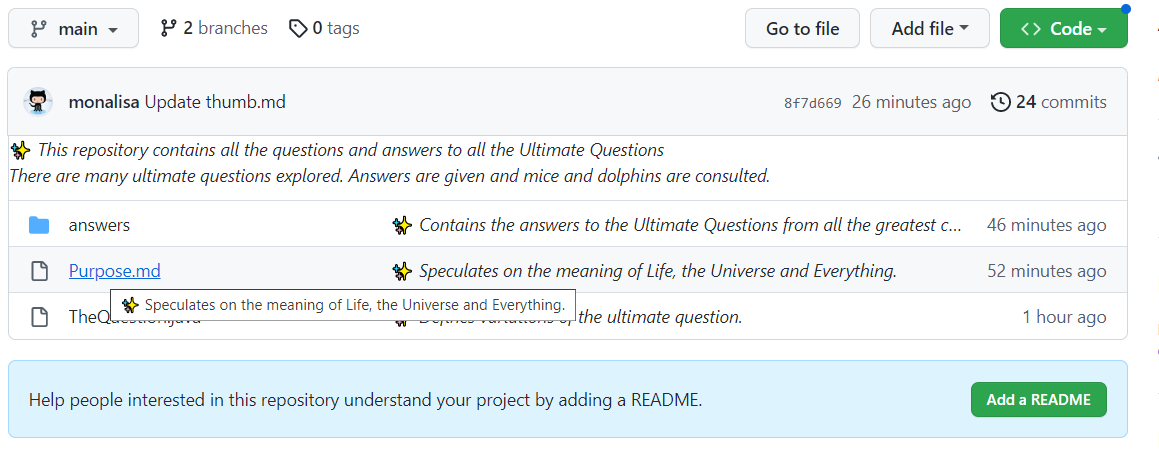 main 2 branches 0 tags Go to file Add file Code
monalisa Update thumb.md 8f7d669 26 minutes ago 24 commits
This repository contains all the questions and answers to all the Ultimate Questions
There are many ultimate questions explored. Answers are given and mice and dolphins are consulted.
answers Contains the answers to the Ultimate Questions from all the greatest c... 46 minutes ago
Purpose.md Speculates on the meaning of Life, the Universe and Everything. 52 minutes ago
Speculates on the meaning of Life, the Universe and Everything.
TheQuestion.java Defines variations of the ultimate question. 1 hour ago
Help people interested in this repository understand your project by adding a README. Add a README